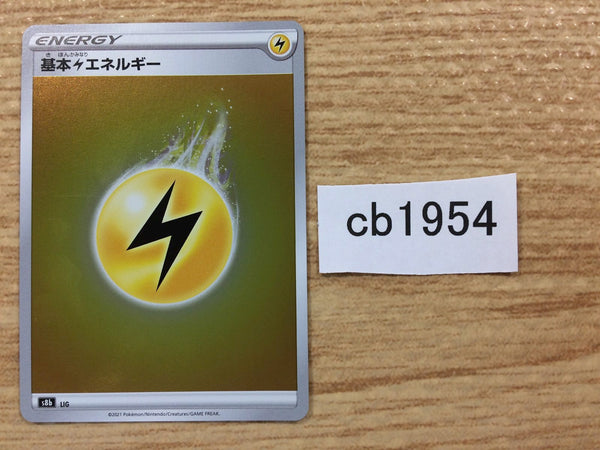 ENERGY
き ほんかみなり
基本エネルギー
s8b LIG
©2021 Pokémon/Nintendo/Creatures/GAME FREAK.
cb1954